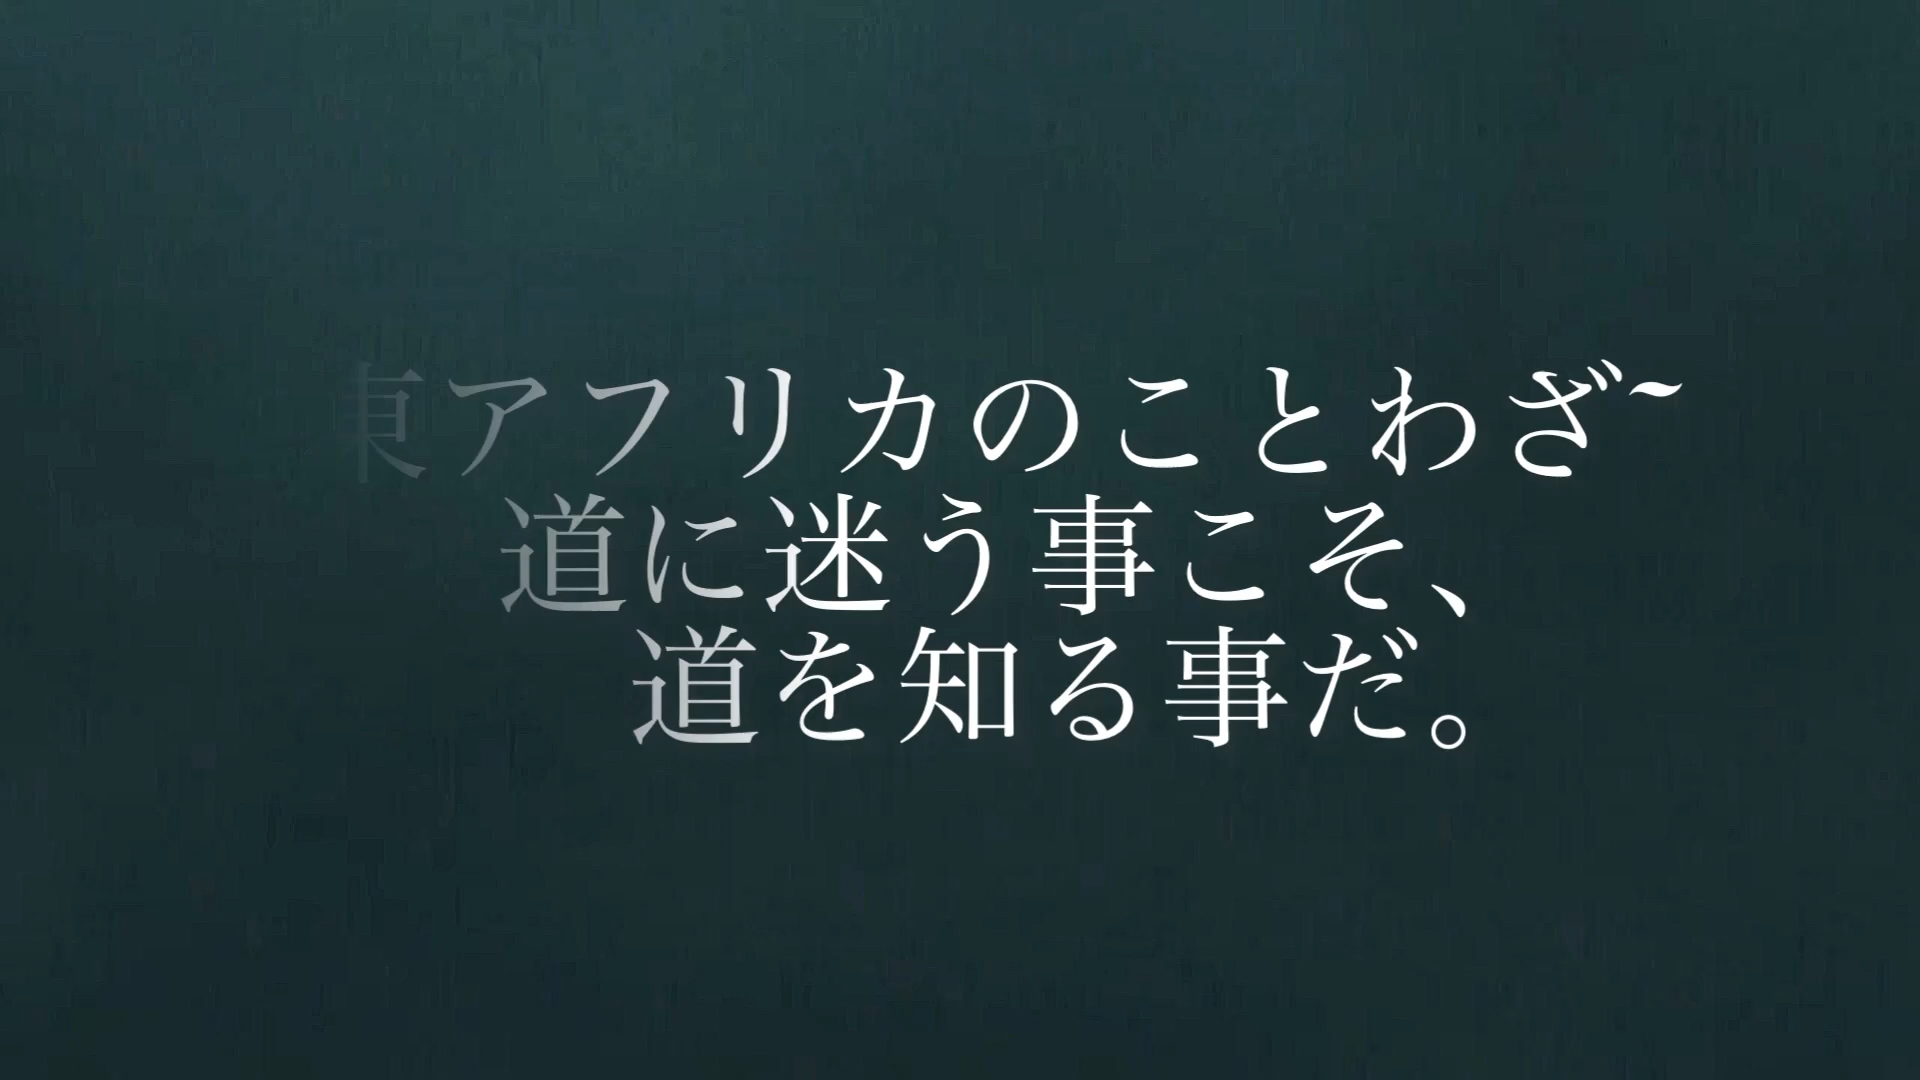 東アフリカのことわざ~
道に迷う事こそ、
道を知る事だ。